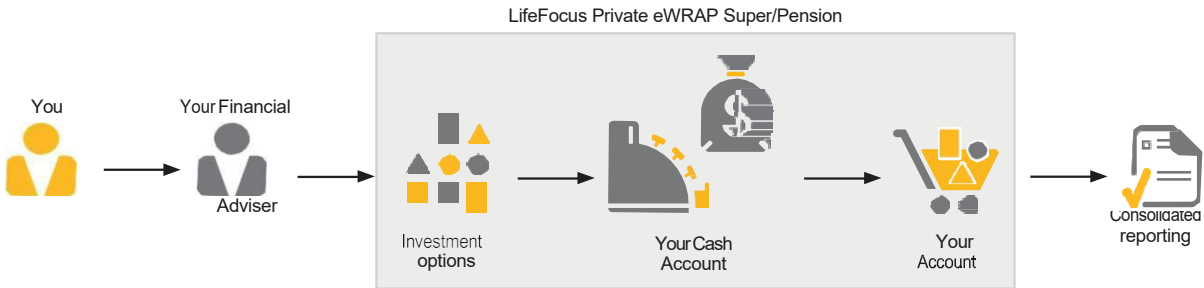 LifeFocus Private eWRAP Super/Pension
You
Your Financial
Adviser
Investment
options
Your Cash
Account
$
Your
Account
Consolidated
reporting